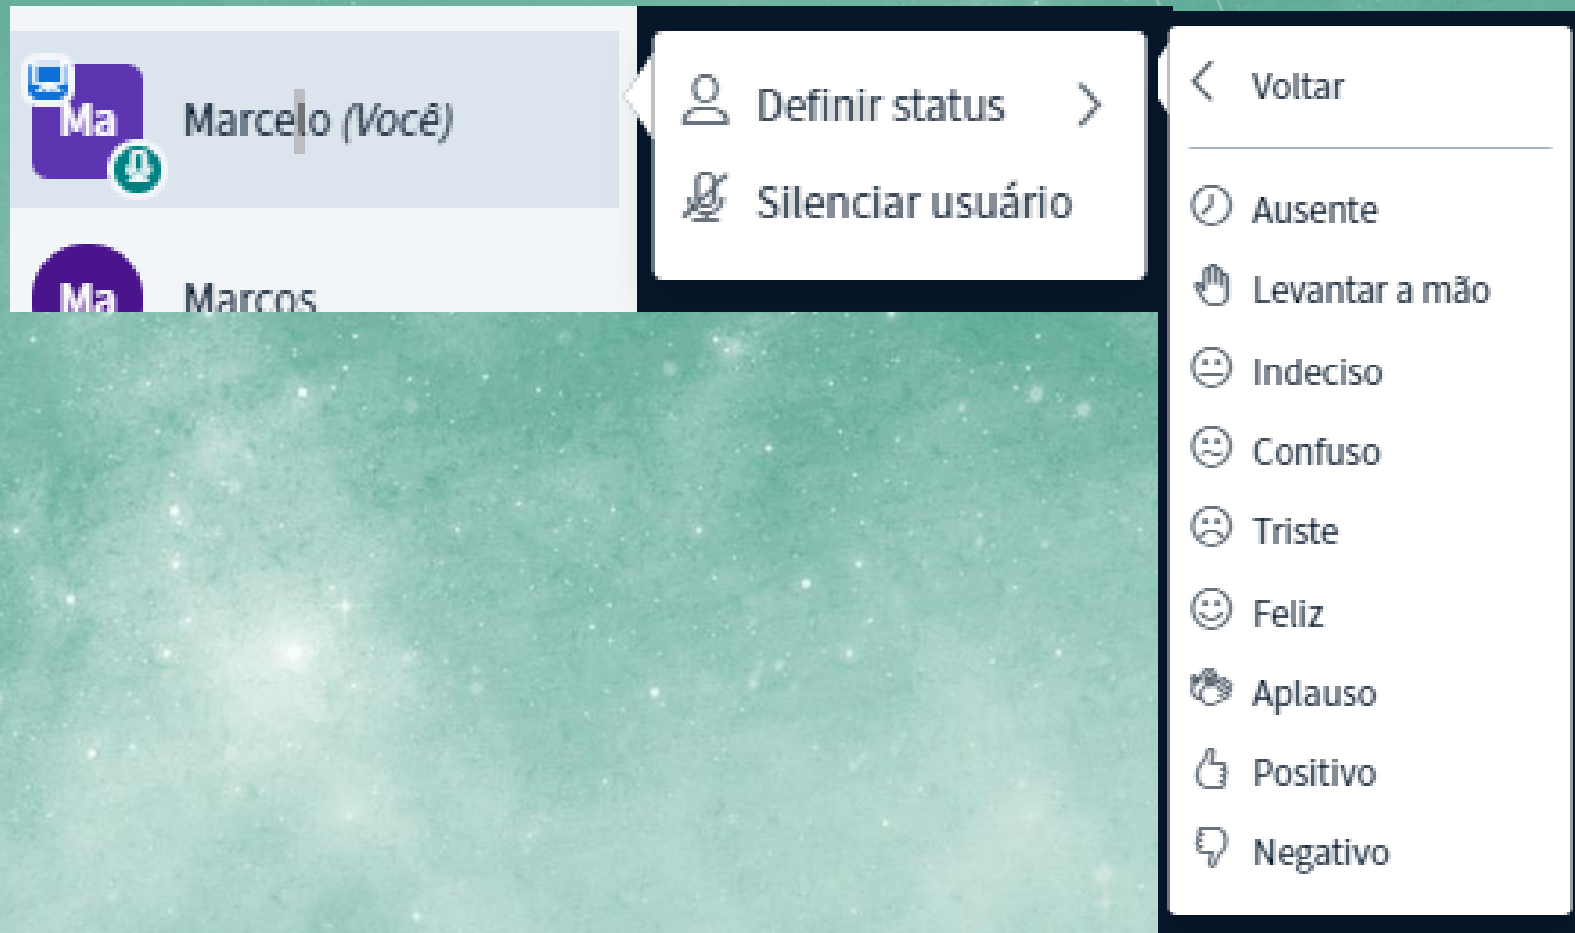 Ma
Marcelo (Você)
Ma
Marcos
Definir status
Silenciar usuário
Voltar
Ausente
Levantar a mão
Indeciso
Confuso
Triste
Feliz
Aplauso
Positivo
Negativo